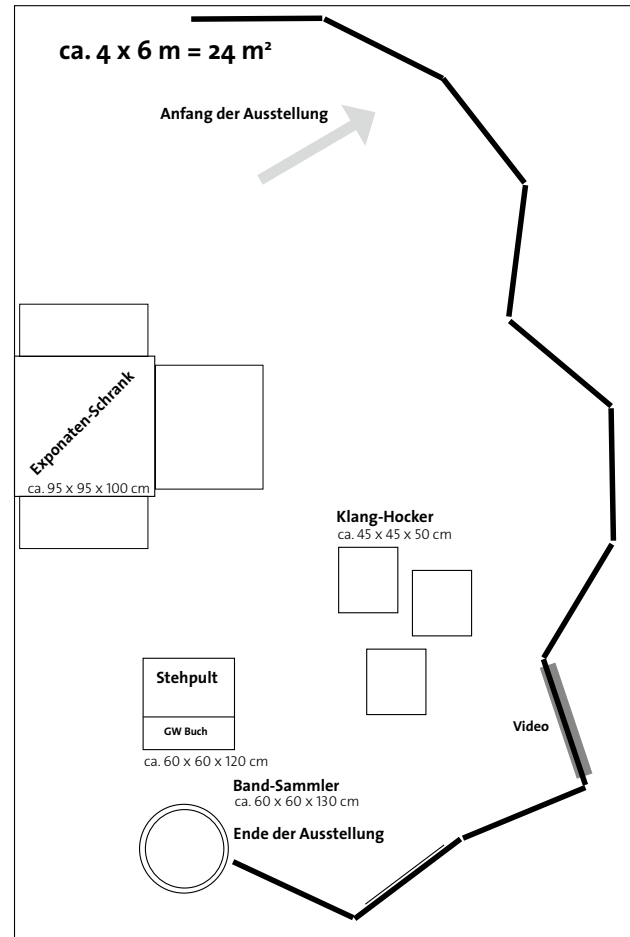 ca. 4 x 6 m = 24 m²
Anfang der Ausstellung
Exponaten-Schrank
ca. 95 x 95 x 100 cm
Klang-Hocker
ca. 45 x 45 x 50 cm
Stehpult
GW Buch
ca. 60 x 60 x 120 cm
Video
Band-Sammler
ca. 60 x 60 x 130 cm
Ende der Ausstellung